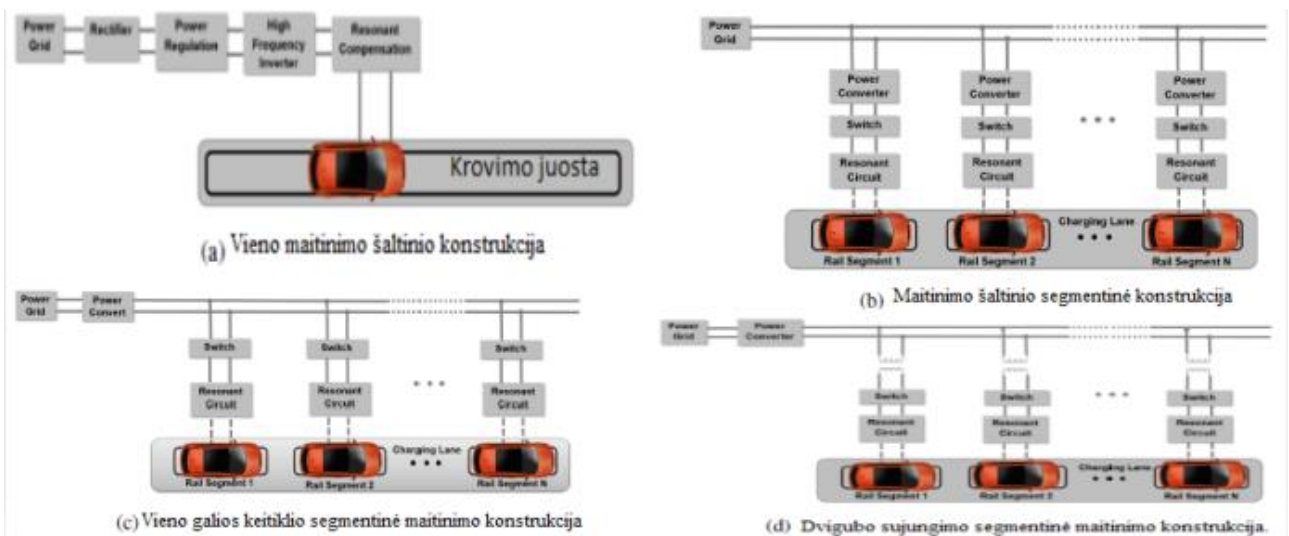 Power
Grid
Rectifier
Power
Regulation
High
Frequency
Inverter
Resonant
Compensation
Krovimo juosta
(a) Vieno maitinimo šaltinio konstrukcija
Power
Grid
Power
Converter
Power
Converter
Power
Converter
Switch
Switch
Switch
Resonant
Circuit
Resonant
Circuit
Resonant
Circuit
Charging Lane
Rail Segment 1
Rail Segment 2
Rail Segment N
(b) Maitinimo šaltinio segmentinė konstrukcija
Power
Grid
Power
Convert
Switch
Switch
Switch
Resonant
Circuit
Resonant
Circuit
Resonant
Circuit
Charging Lane
Rail Segment 1
Rail Segment 2
Rail Segment N
(c) Vieno galios keitiklio segmentinė maitinimo konstrukcija
Power
Grid
Power
Converter
Switch
Switch
Switch
Resonant
Circuit
Resonant
Circuit
Resonant
Circuit
Charging Lane
Rail Segment 1
Rail Segment 2
Rail Segment N
(d) Dvigubo sujungimo segmentinė maitinimo konstrukcija.